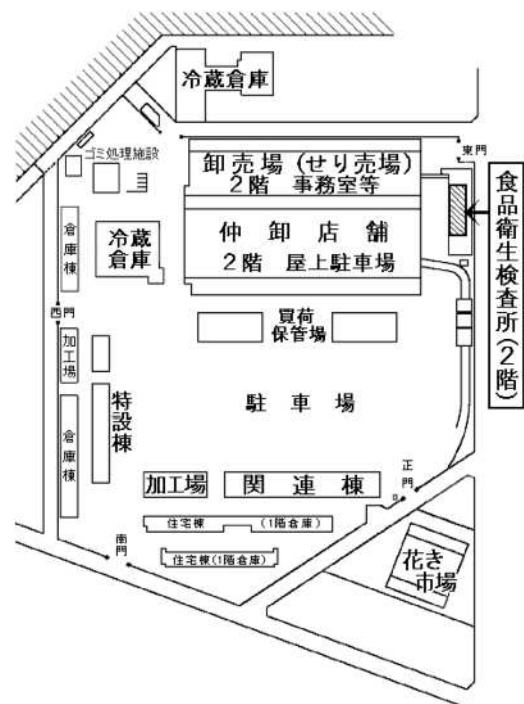 冷蔵倉庫
ゴミ処理施設
卸売場(せり売場)
2階 事務室等
東門
食品衛生検査所(2階)
倉庫棟
冷蔵
倉庫
仲卸店舗
2階 屋上駐車場
西門
買荷
保管場
加工場
特設棟
駐車場
倉庫棟
加工場
関連棟
正門
住宅棟 (1階倉庫)
南門
住宅棟(1階倉庫)
花き
市場